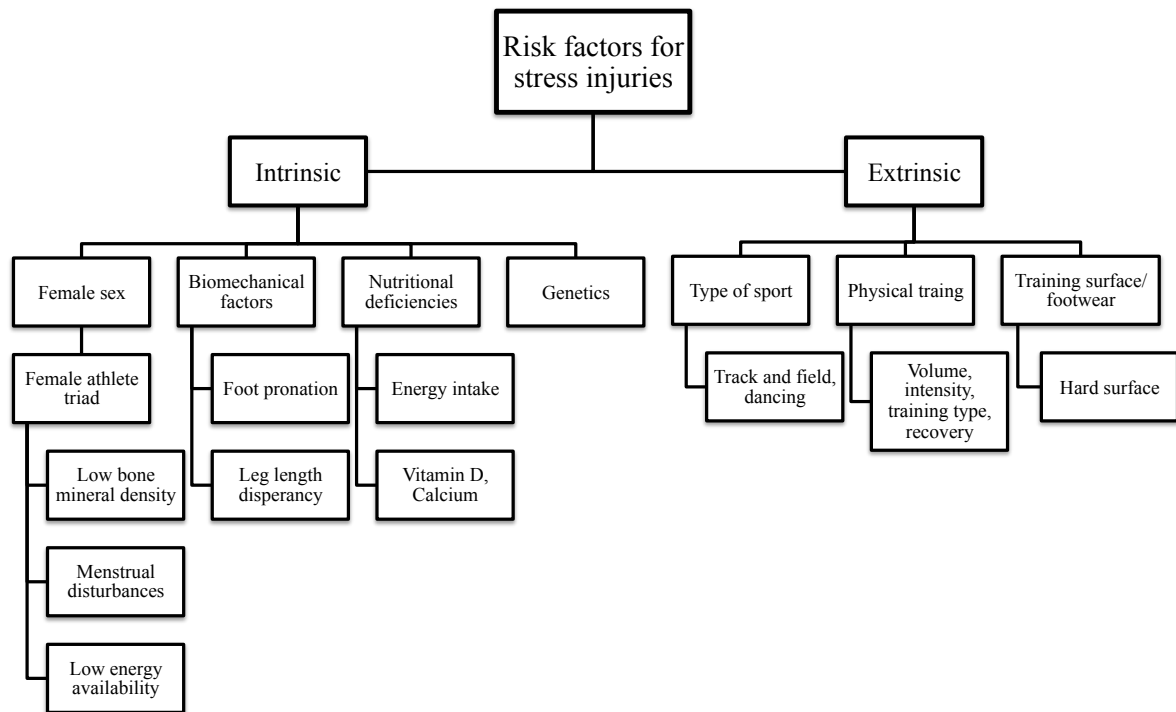 Risk factors for
stress injuries
Intrinsic
Extrinsic
Female sex
Biomechanical
factors
Nutritional
deficiencies
Genetics
Type of sport
Physical traing
Training surface/
footwear
Female athlete
triad
Foot pronation
Energy intake
Track and field,
dancing
Volume,
intensity,
training type,
recovery
Hard surface
Low bone
mineral density
Leg length
disperancy
Vitamin D,
Calcium
Menstrual
disturbances
Low energy
availability